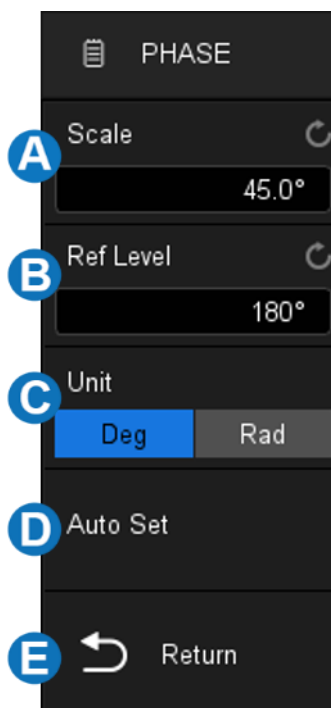 PHASE
A
Scale
45.0°
B
Ref Level
180°
C
Unit
Deg Rad
D
Auto Set
E
Return